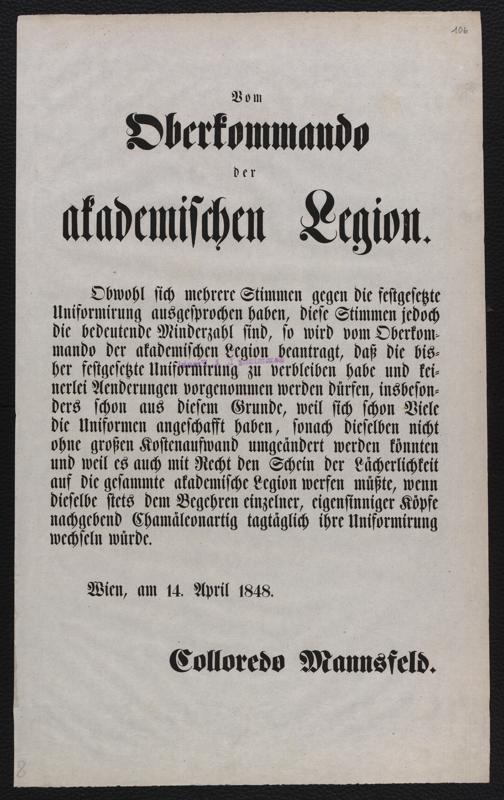 106
Vom
Oberkommando
der
akademischen Legion.
Obwohl sich mehrere Stimmen gegen die festgesetzte
Uniformirung ausgesprochen haben, diese Stimmen jedoch
die bedeutende Minderzahl sind, so wird vom Oberkom-
mando der akademischen Legion beantragt, daß die bis-
her festgesetzte Uniformirung zu verbleiben habe und kei-
nerlei Aenderungen vorgenommen werden dürfen, insbeson-
ders schon aus diesem Grunde, weil sich schon Viele
die Uniformen angeschafft haben, sonach dieselben nicht
ohne großen Kostenaufwand umgeändert werden könnten
und weil es auch mit Recht den Schein der Lächerlichkeit
auf die gesammte akademische Legion werfen müßte, wenn
dieselbe stets dem Begehren einzelner, eigensinniger Köpfe
nachgebend Chamäleonartig tagtäglich ihre Uniformirung
wechseln würde.
Wien, am 14. April 1848.
Colloredo Mannsfeld.
8